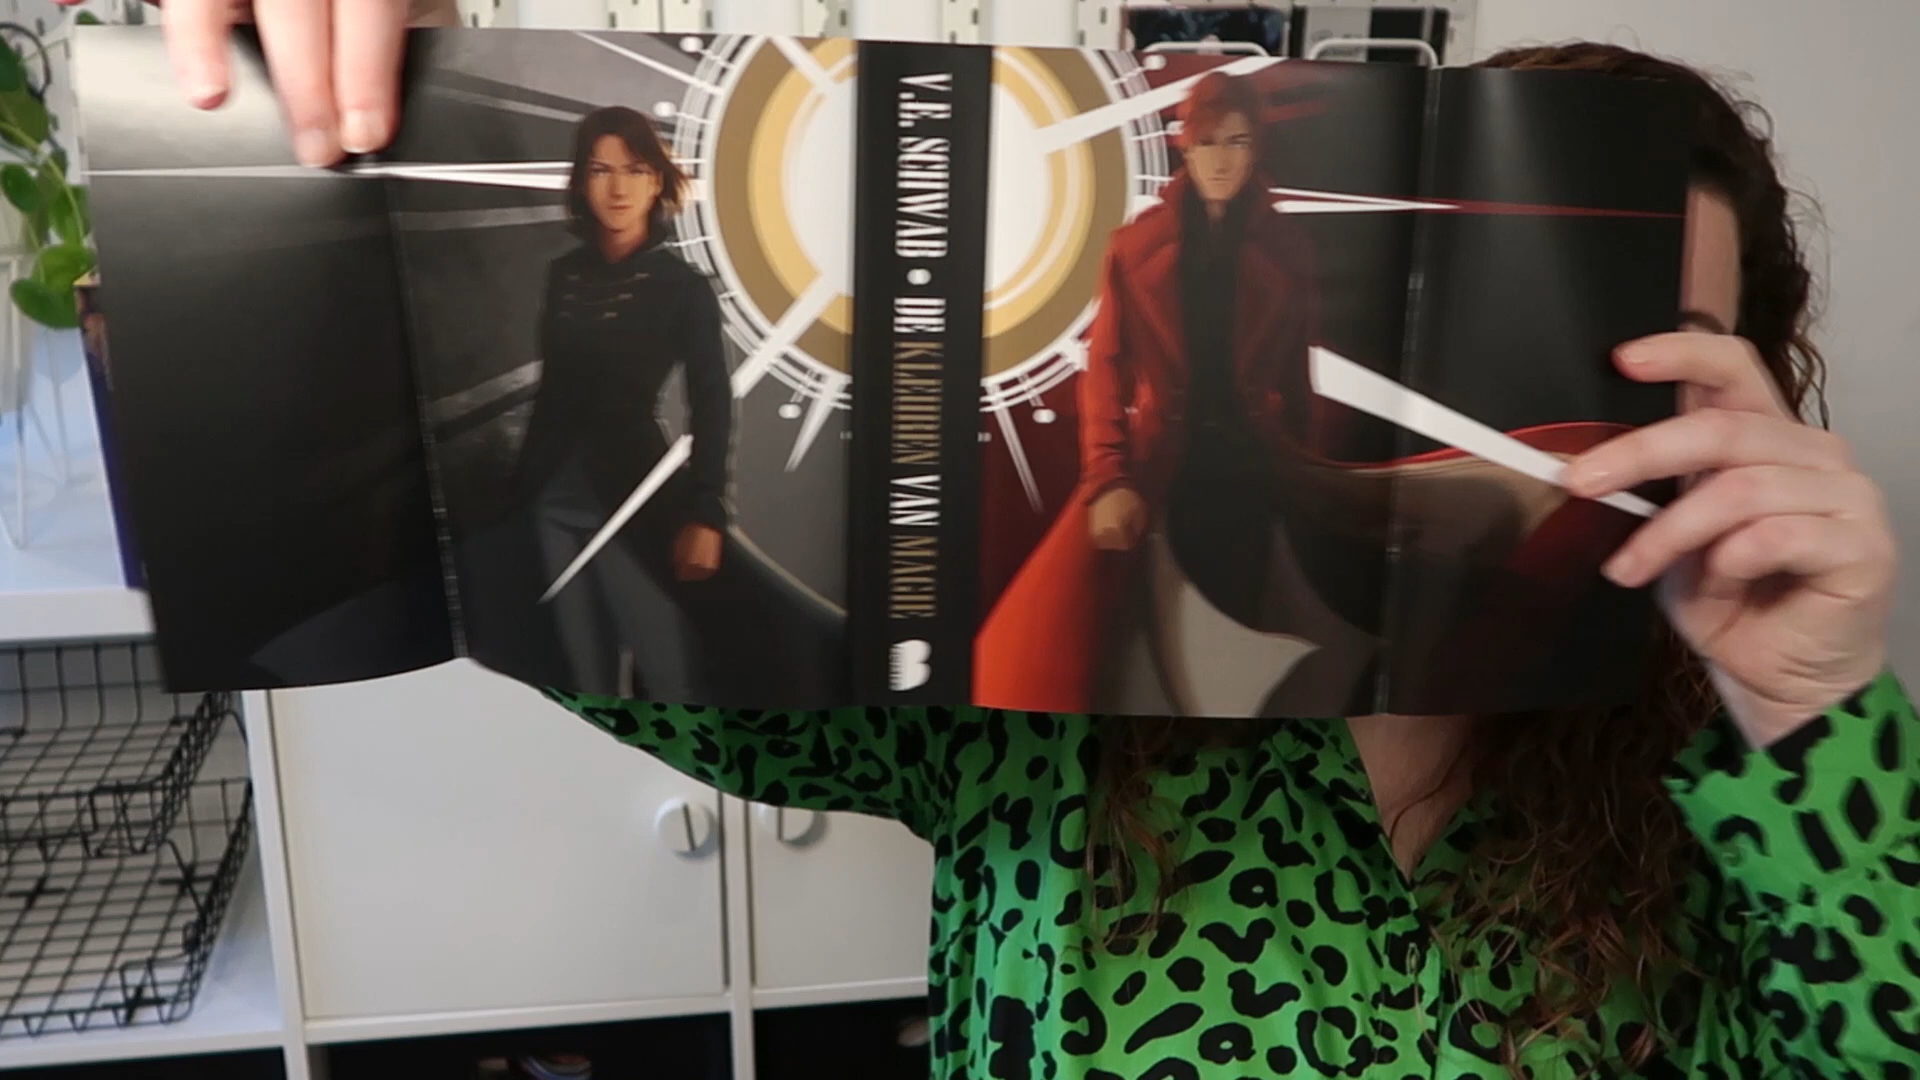 V.E. SCHWAB • DE KLEUREN VAN MAGIE
B